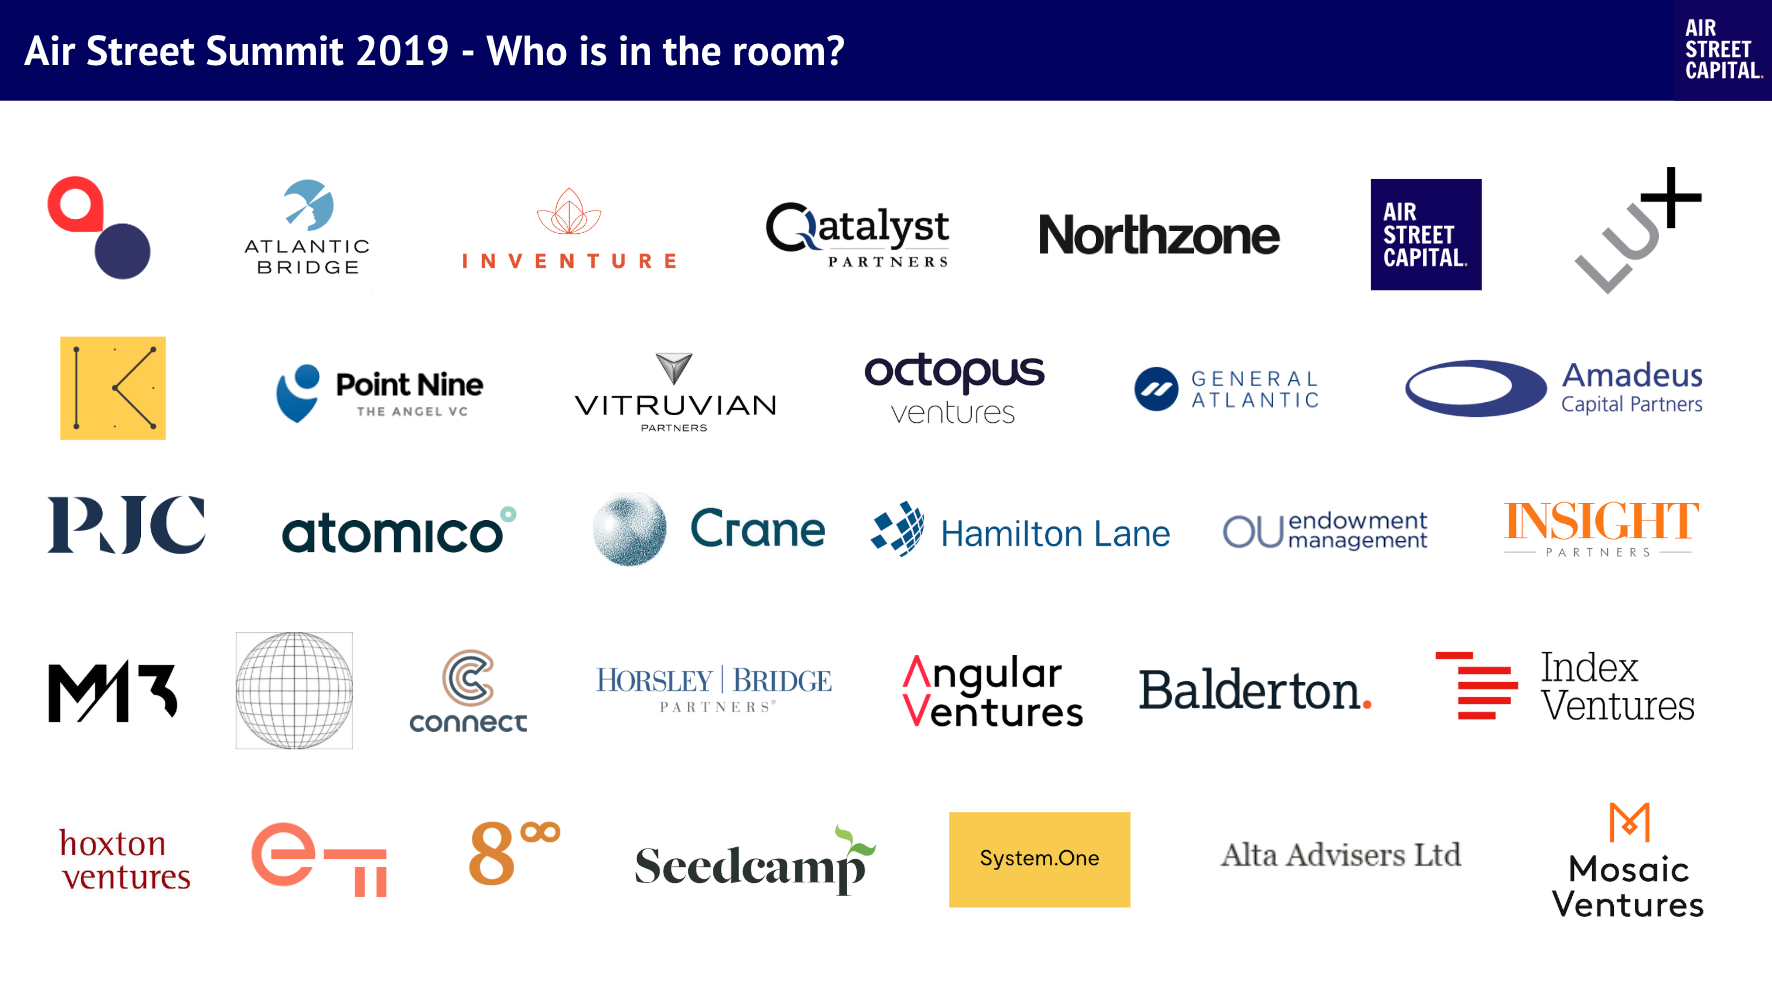 Air Street Summit 2019 - Who is in the room?
AIR
STREET
CAPITAL.
ATLANTIC
BRIDGE
INVENTURE
Qatalyst
PARTNERS
Northzone
AIR
STREET
CAPITAL.
LUX
K
Point Nine
THE ANGEL VC
VITRUVIAN
PARTNERS
octopus
ventures
GENERAL
ATLANTIC
Amadeus
Capital Partners
PJC
atomico
Crane
Hamilton Lane
OU endowment
management
INSIGHT
PARTNERS
M13
connect
HORSLEY | BRIDGE
PARTNERS®
Angular
Ventures
Balderton.
Index
Ventures
hoxton
ventures
8∞
Seedcamp
System.One
Alta Advisers Ltd
Mosaic
Ventures